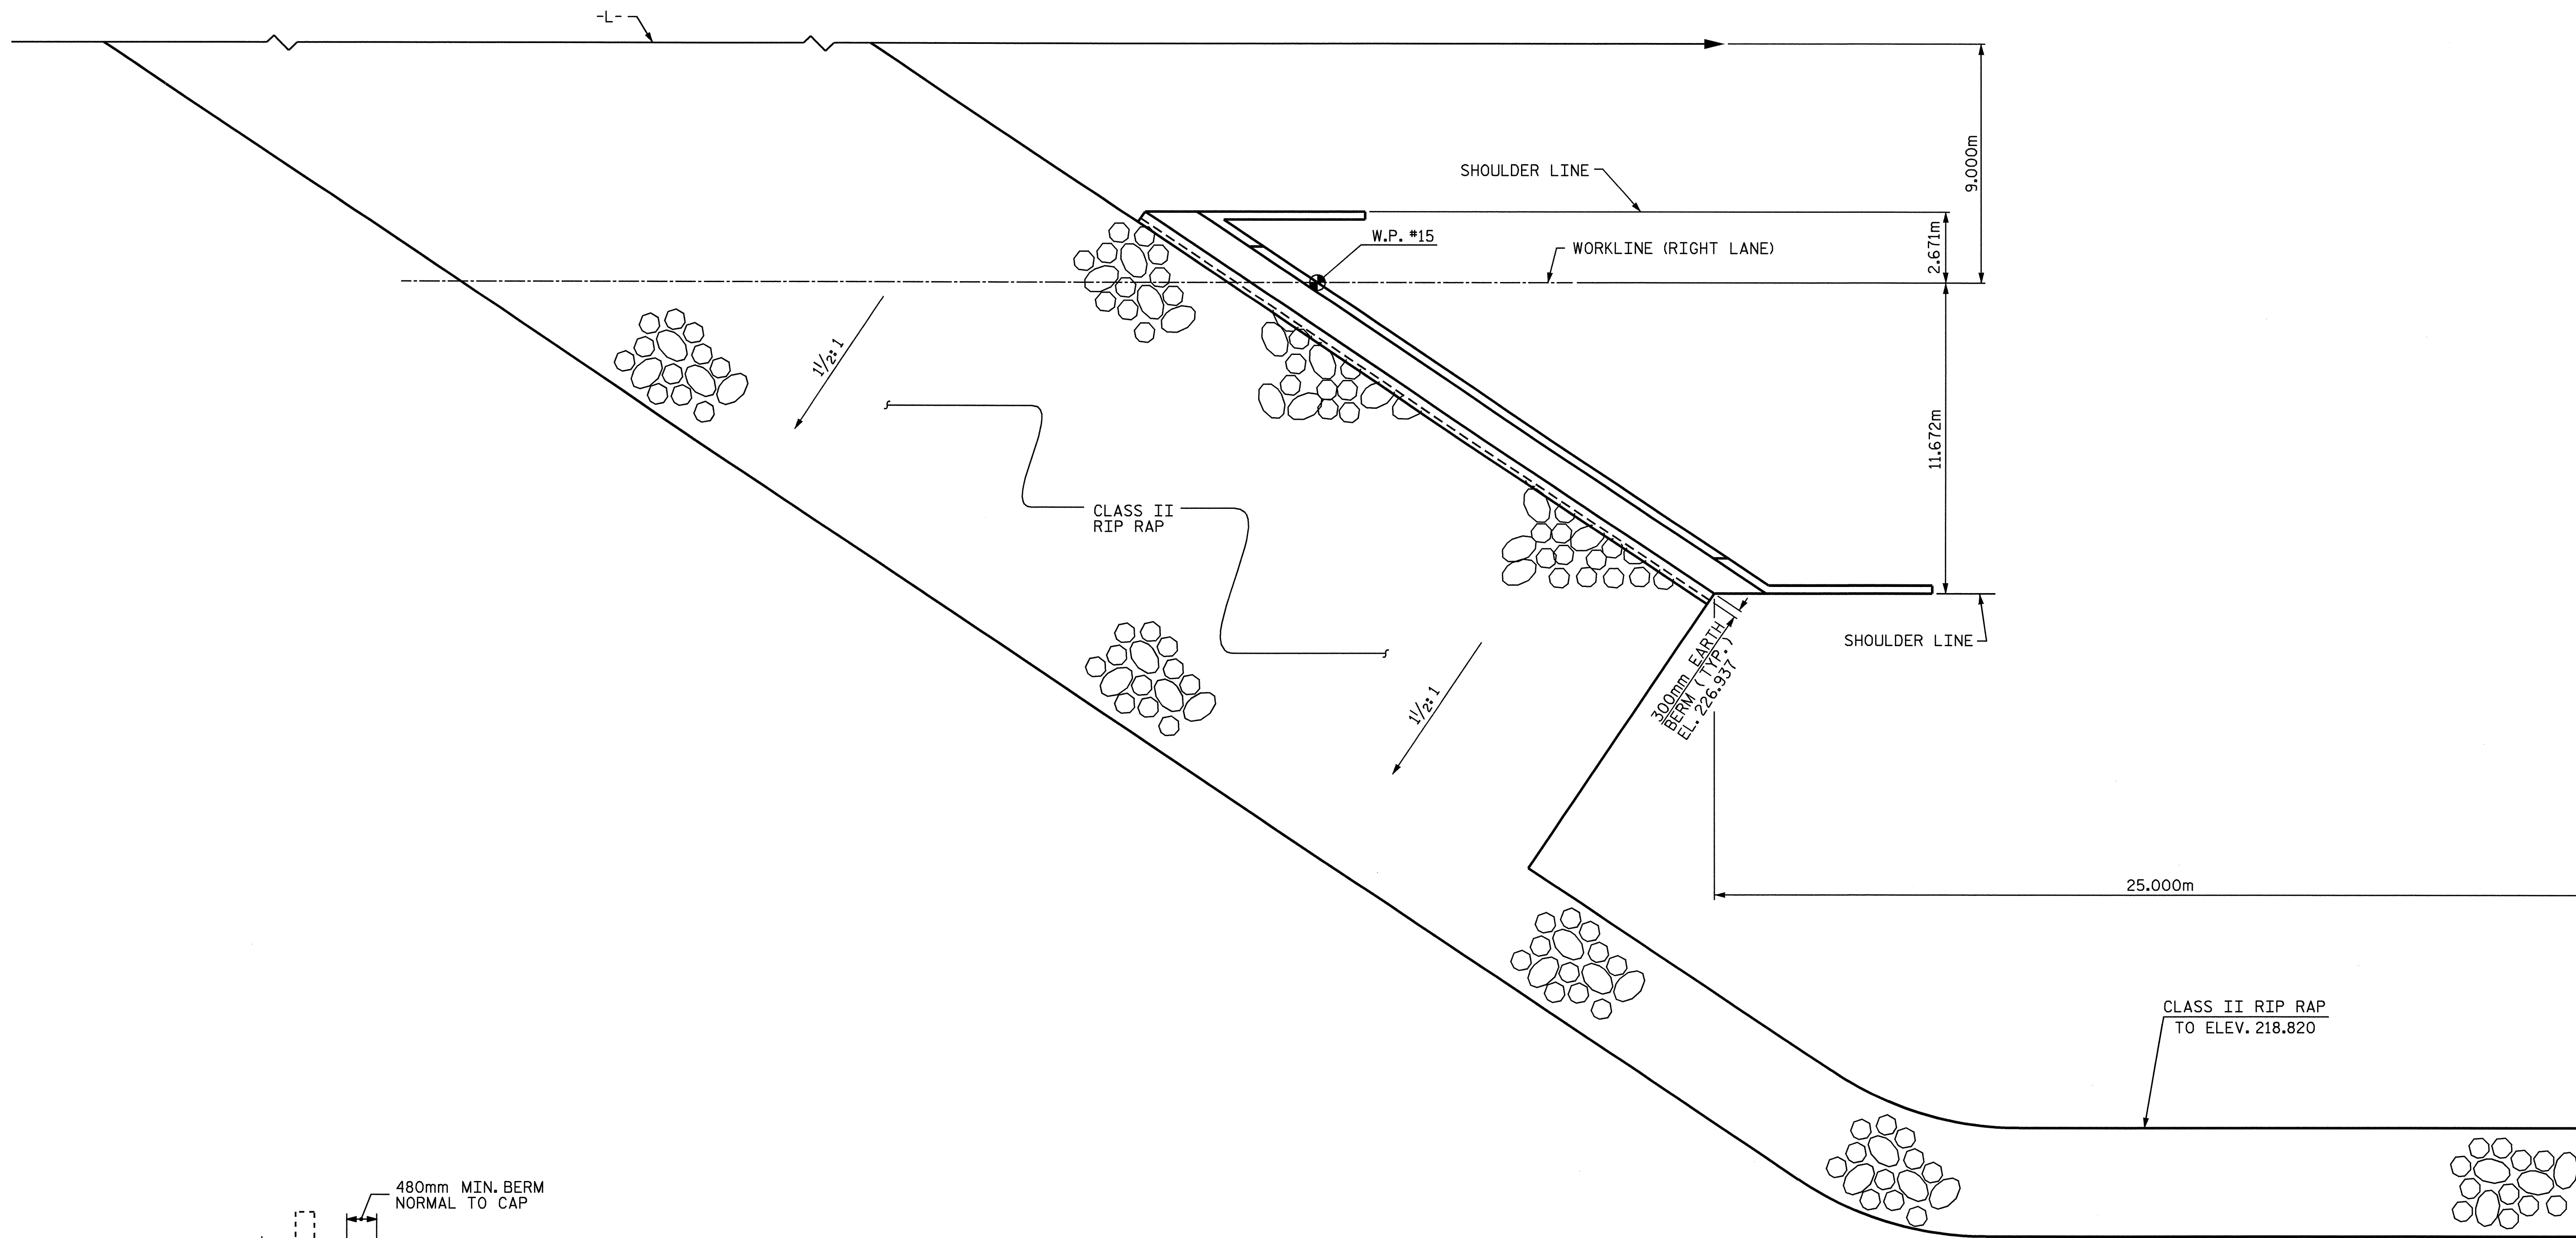 -L-
9.000m
SHOULDER LINE
2.671m
W.P. #15
WORKLINE (RIGHT LANE)
1½:1
11.672m
CLASS II
RIP RAP
SHOULDER LINE
300mm EARTH
BERM (TYP.)
EL. 226.937
1½:1
25.000m
CLASS II RIP RAP
TO ELEV. 218.820
480mm MIN. BERM
NORMAL TO CAP